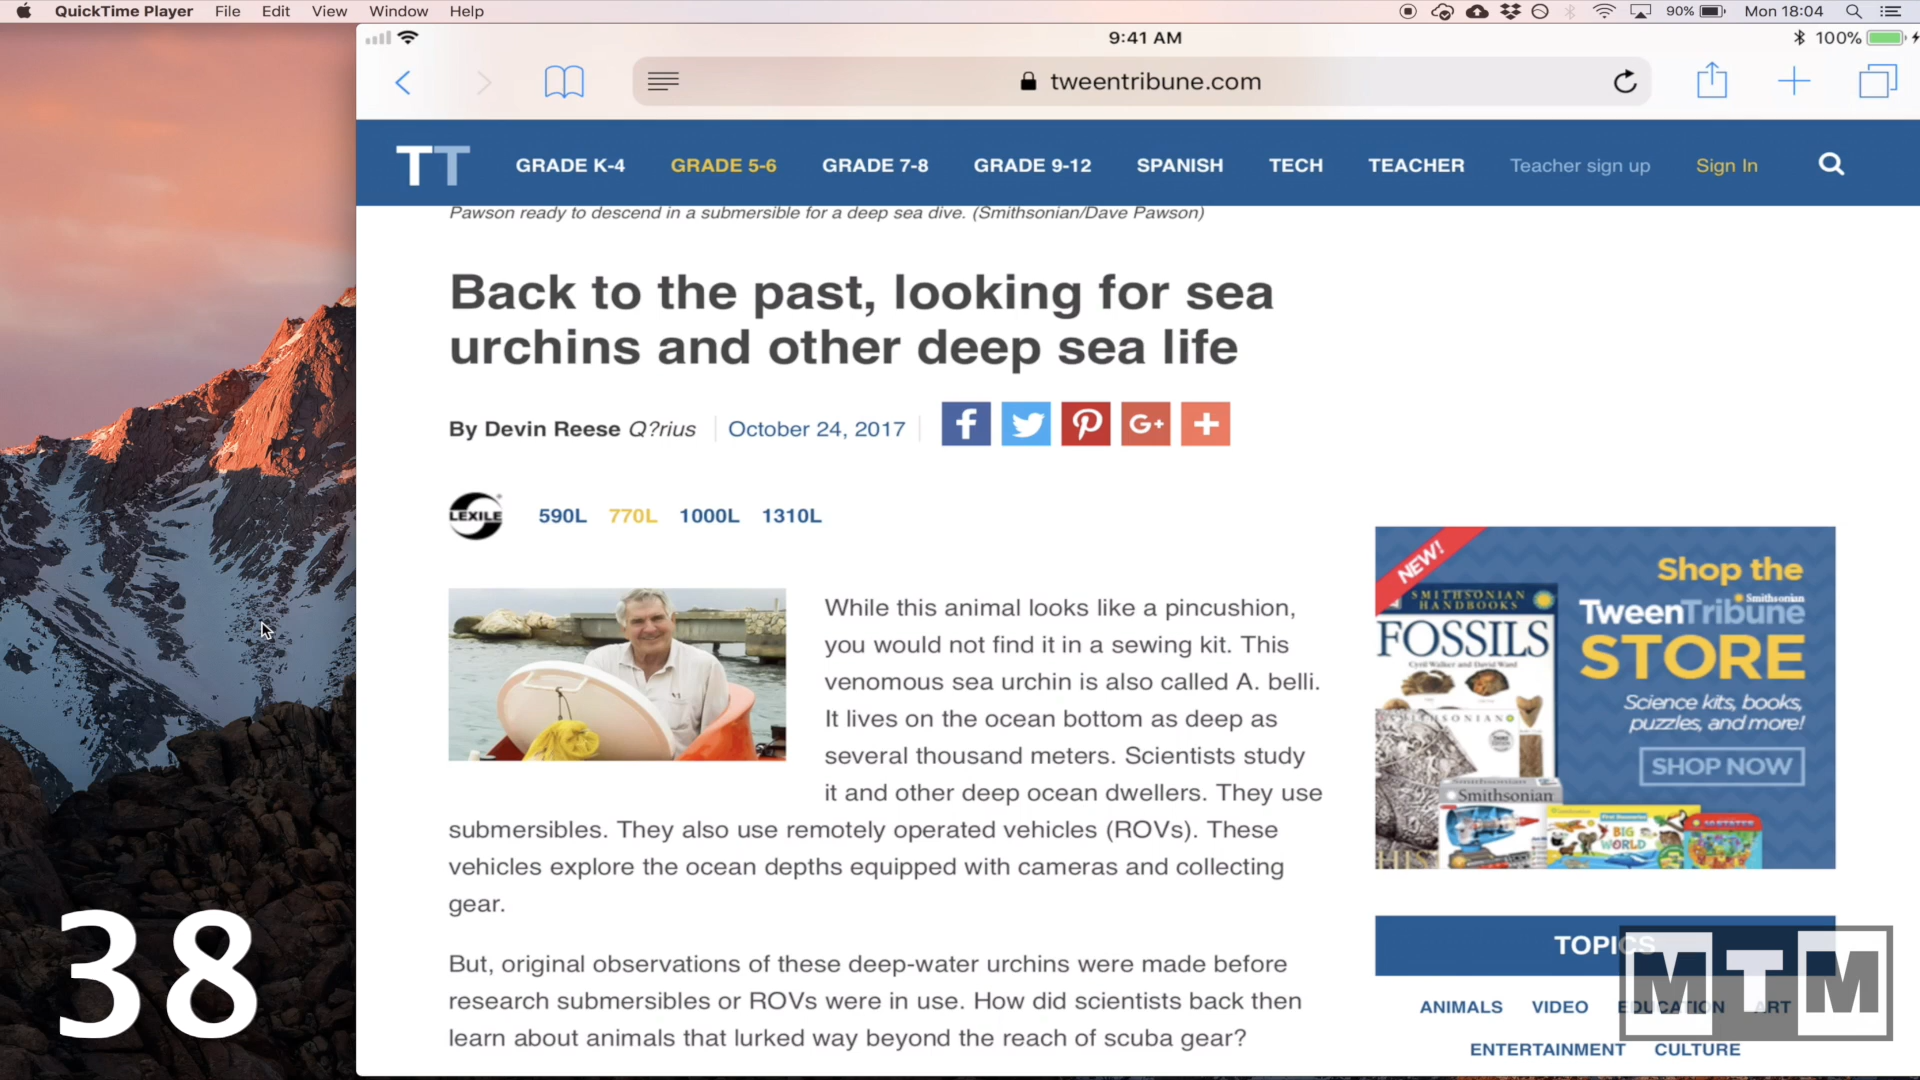 QuickTime Player File Edit View Window Help 90% Mon 18:04
9:41 AM 100%
tweentribune.com
TT GRADE K-4 GRADE 5-6 GRADE 7-8 GRADE 9-12 SPANISH TECH TEACHER Teacher sign up Sign In
Pawson ready to descend in a submersible for a deep sea dive. (Smithsonian/Dave Pawson)
Back to the past, looking for sea
urchins and other deep sea life
By Devin Reese Q?rius October 24, 2017
f G+ +
LEXILE 590L 770L 1000L 1310L
While this animal looks like a pincushion,
you would not find it in a sewing kit. This
venomous sea urchin is also called A. belli.
It lives on the ocean bottom as deep as
several thousand meters. Scientists study
it and other deep ocean dwellers. They use
submersibles. They also use remotely operated vehicles (ROVs). These
vehicles explore the ocean depths equipped with cameras and collecting
gear.
But, original observations of these deep-water urchins were made before
research submersibles or ROVs were in use. How did scientists back then
learn about animals that lurked way beyond the reach of scuba gear?
NEW!
SMITHSONIAN
HANDBOOKS
FOSSILS
Cyril Walker and David Ward
Smithsonian
BIG
WORLD
Shop the
Smithsonian
TweenTribune
STORE
Science kits, books,
puzzles, and more!
SHOP NOW
TOPICS
ANIMALS VIDEO EDUCATION ART
ENTERTAINMENT CULTURE
MTM
38